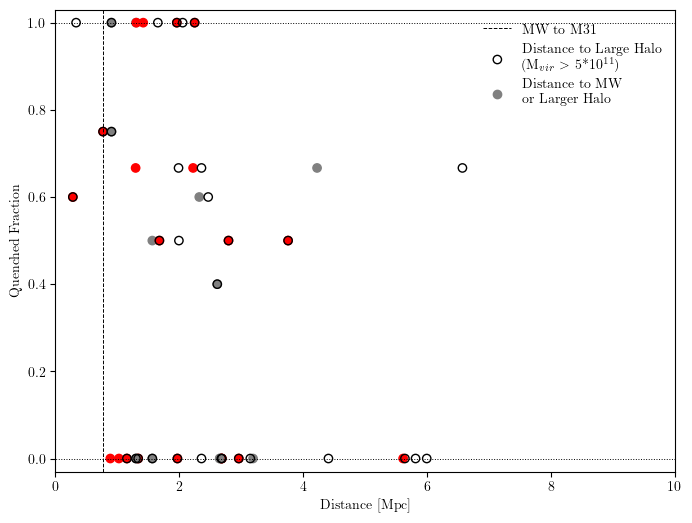 1.0
0.8
0.6
0.4
0.2
0.0
Quenched Fraction
MW to M31
Distance to Large Halo
(M_vir > 5*10^11)
Distance to MW
or Larger Halo
0 2 4 6 8 10
Distance [Mpc]